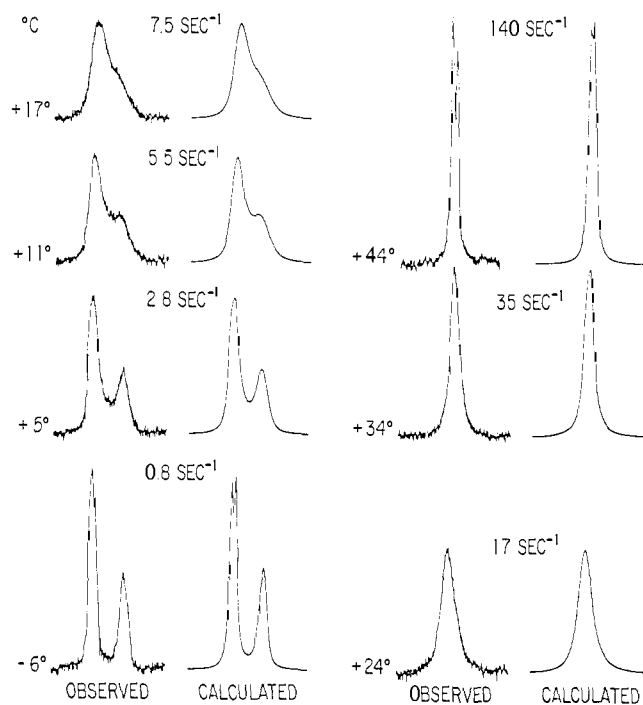 °C
7.5 SEC⁻¹
+17°
5 5 SEC⁻¹
+11°
2 8 SEC⁻¹
+5°
0.8 SEC⁻¹
-6°
OBSERVED CALCULATED
140 SEC⁻¹
+44°
35 SEC⁻¹
+34°
17 SEC⁻¹
+24°
OBSERVED CALCULATED